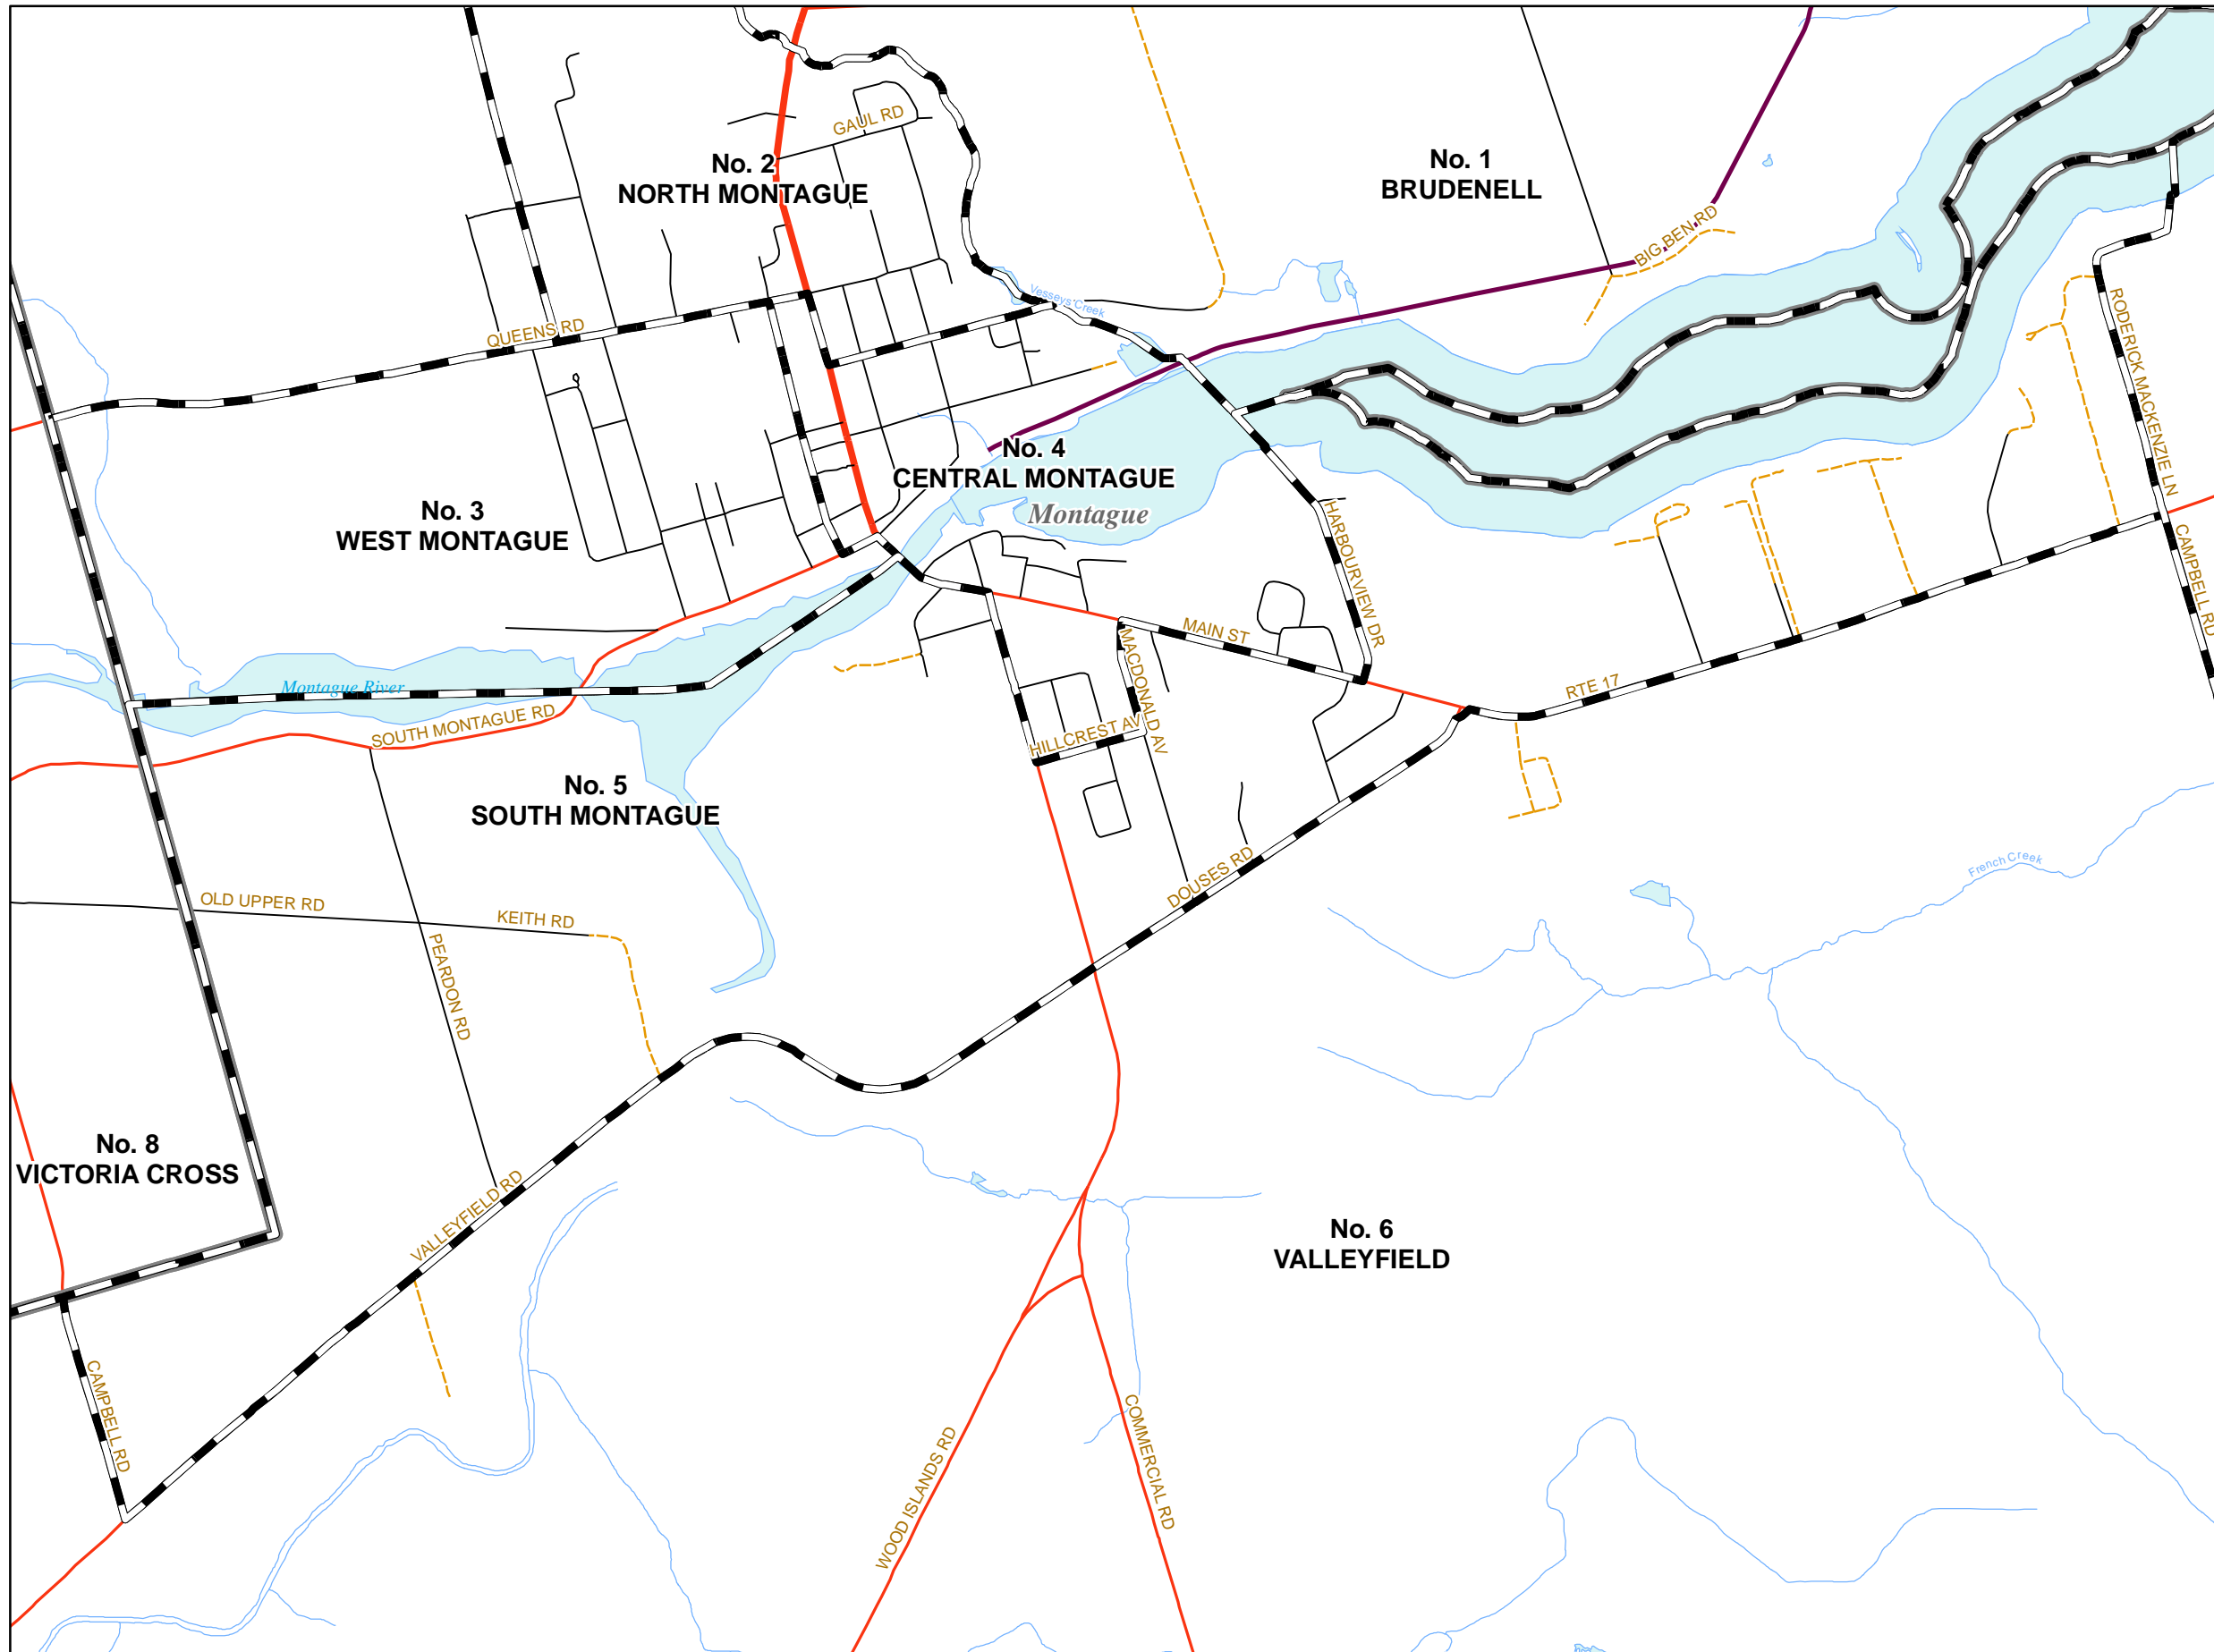 GAUL RD
No. 2
NORTH MONTAGUE
No. 1
BRUDENELL
BIG BEN RD
Vesseys Creek
QUEENS RD
RODERICK MACKENZIE LN
No. 4
CENTRAL MONTAGUE
Montague
No. 3
WEST MONTAGUE
HARBOURVIEW DR
CAMPBELL RD
MAIN ST
MACDONALD AV
Montague River
RTE 17
SOUTH MONTAGUE RD
HILLCREST AV
No. 5
SOUTH MONTAGUE
DOUSES RD
French Creek
OLD UPPER RD
KEITH RD
PEARDON RD
No. 8
VICTORIA CROSS
VALLEYFIELD RD
No. 6
VALLEYFIELD
CAMPBELL RD
COMMERCIAL RD
WOOD ISLANDS RD